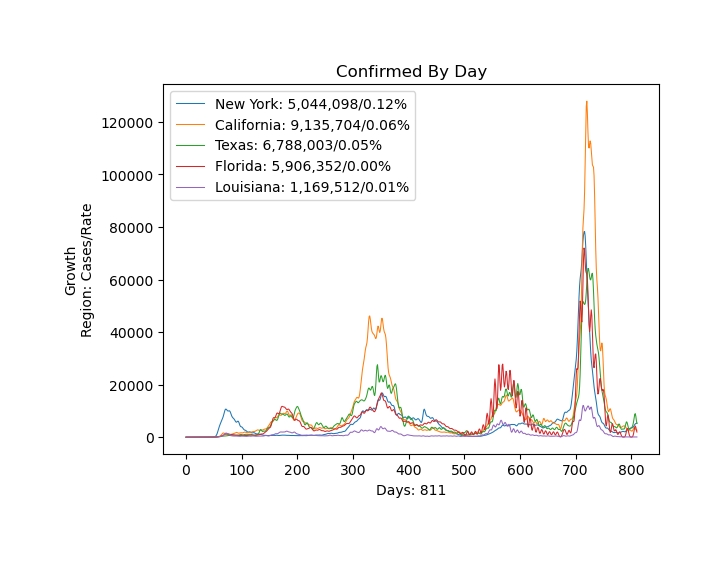 Confirmed By Day
New York: 5,044,098/0.12%
California: 9,135,704/0.06%
Texas: 6,788,003/0.05%
Florida: 5,906,352/0.00%
Louisiana: 1,169,512/0.01%
120000
100000
80000
60000
40000
20000
0
Growth
Region: Cases/Rate
0 100 200 300 400 500 600 700 800
Days: 811